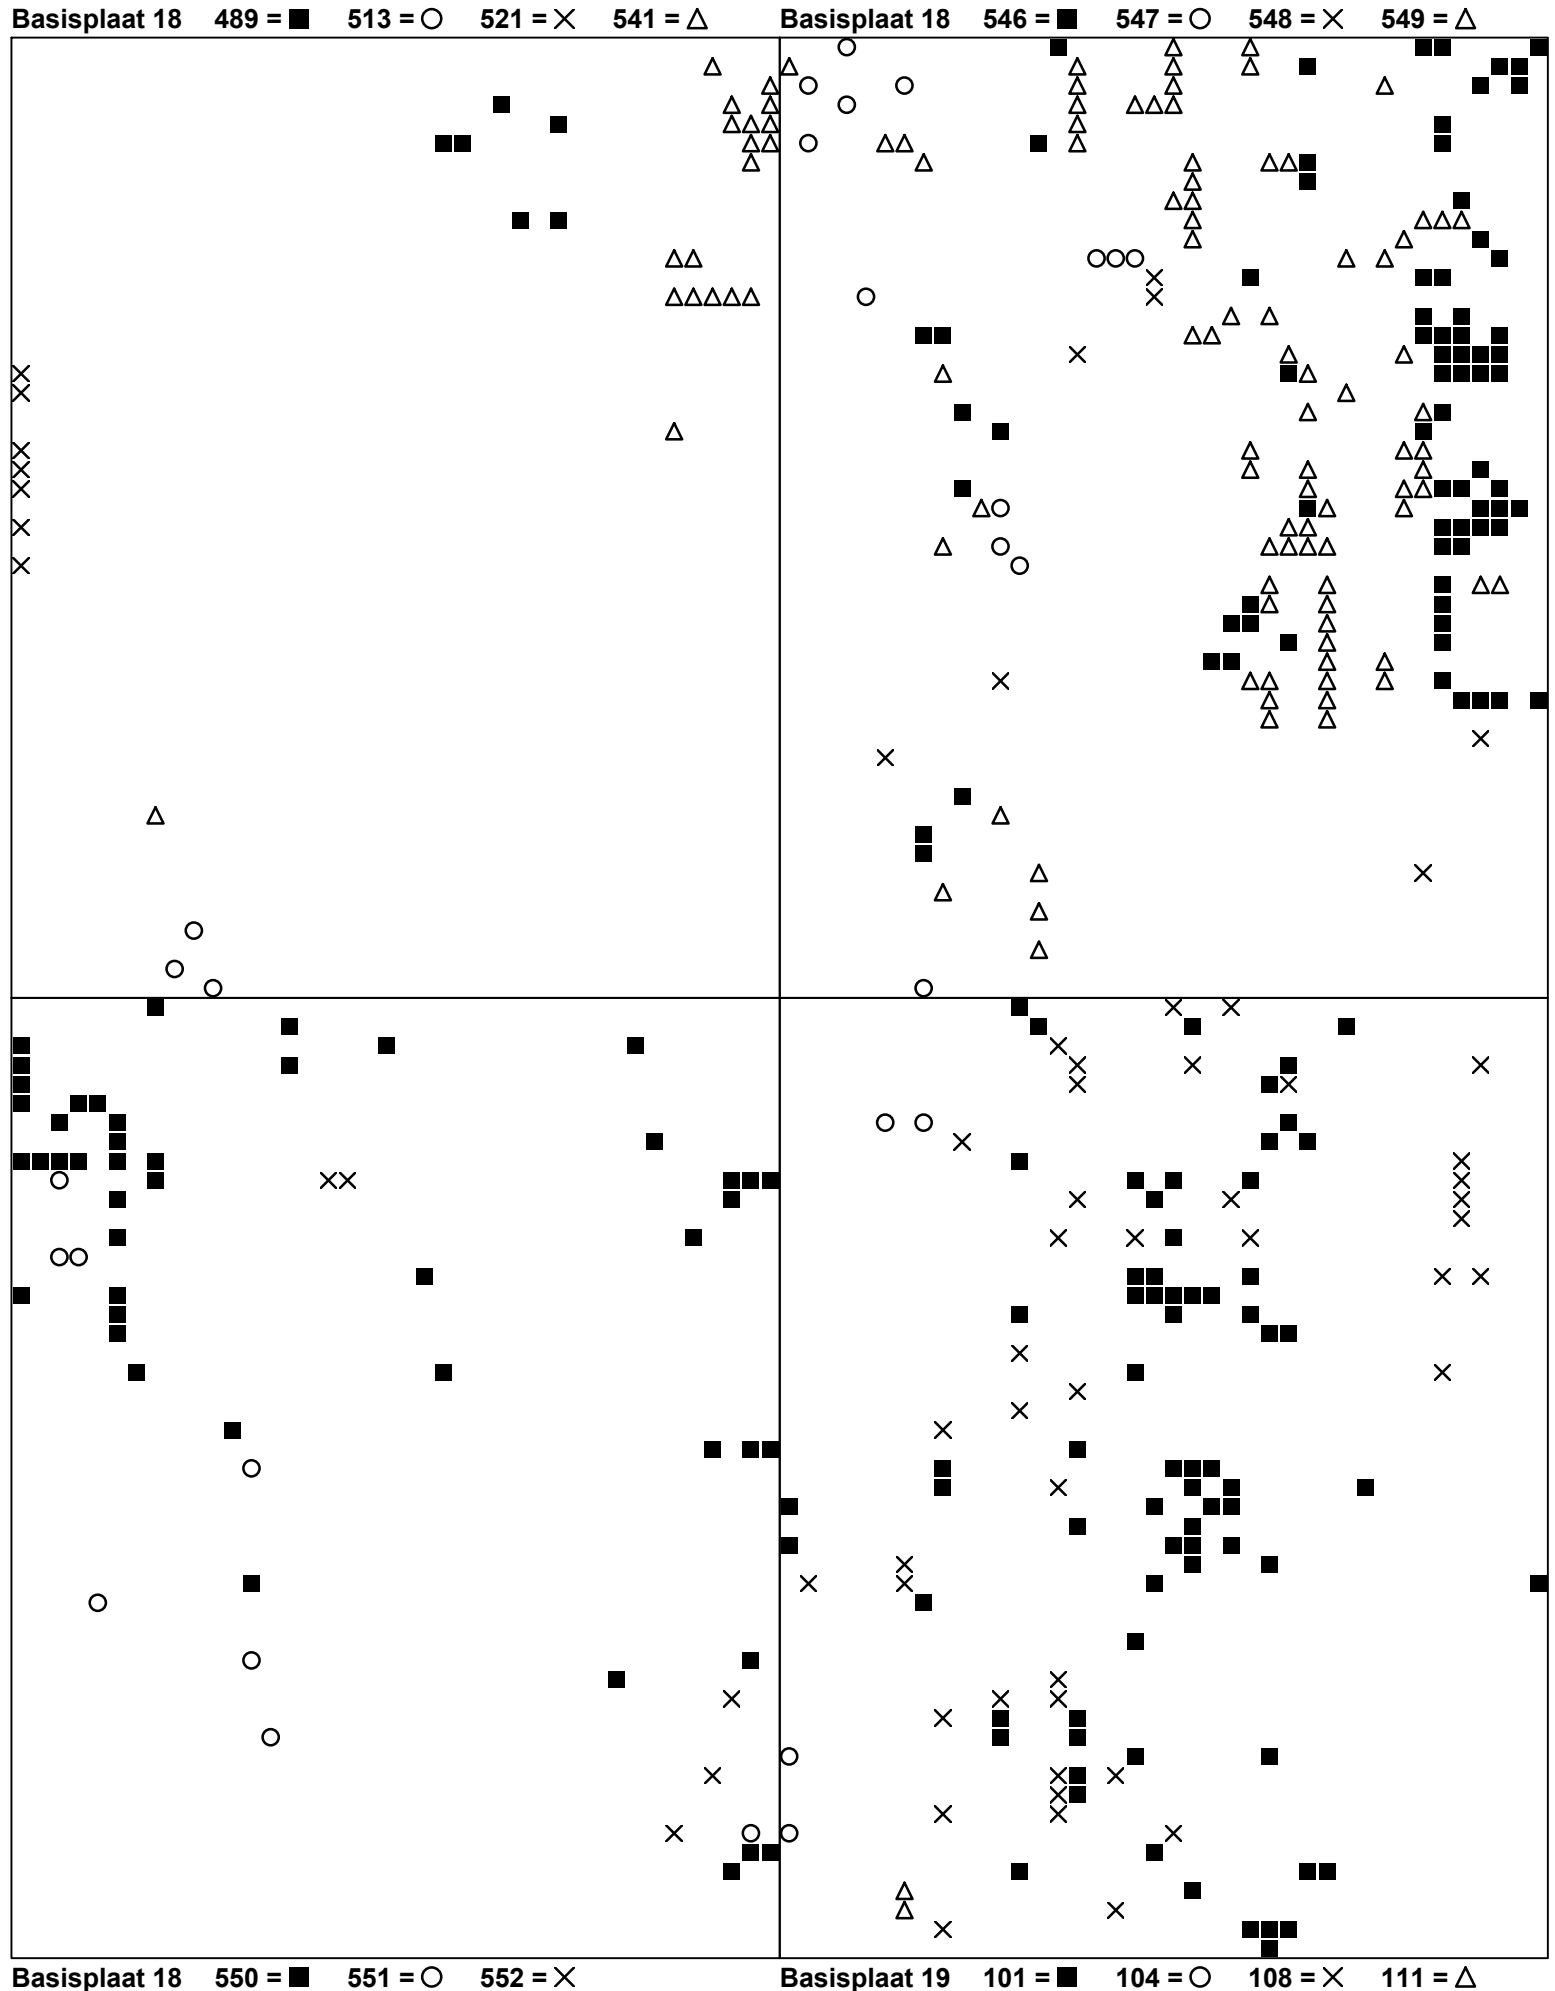 Basisplaat 18 489 = ■ 513 = ○ 521 = × 541 = △
Basisplaat 18 546 = ■ 547 = ○ 548 = × 549 = △
Basisplaat 18 550 = ■ 551 = ○ 552 = ×
Basisplaat 19 101 = ■ 104 = ○ 108 = × 111 = △